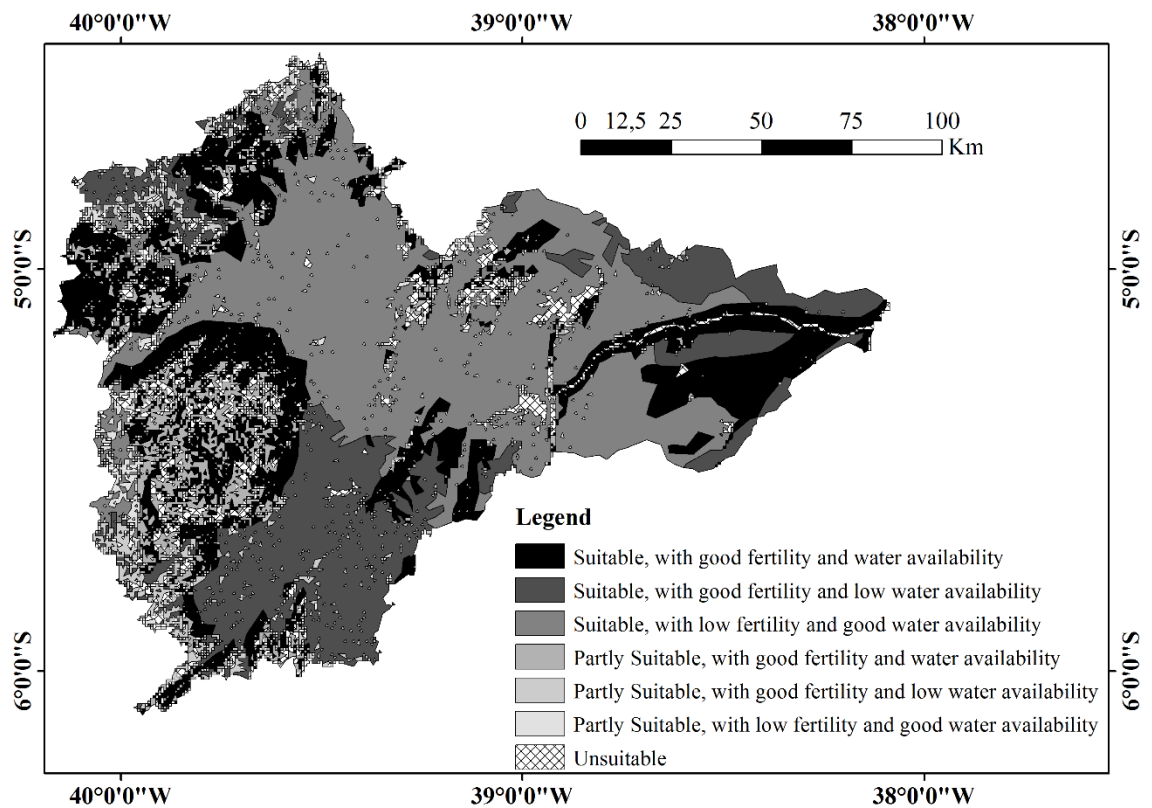 40°0'0"W 39°0'0"W 38°0'0"W
0 12,5 25 50 75 100
Km
5°0'0"S 5°0'0"S
Legend
Suitable, with good fertility and water availability
Suitable, with good fertility and low water availability
Suitable, with low fertility and good water availability
Partly Suitable, with good fertility and water availability
Partly Suitable, with good fertility and low water availability
Partly Suitable, with low fertility and good water availability
Unsuitable
6°0'0"S 6°0'0"S
40°0'0"W 39°0'0"W 38°0'0"W